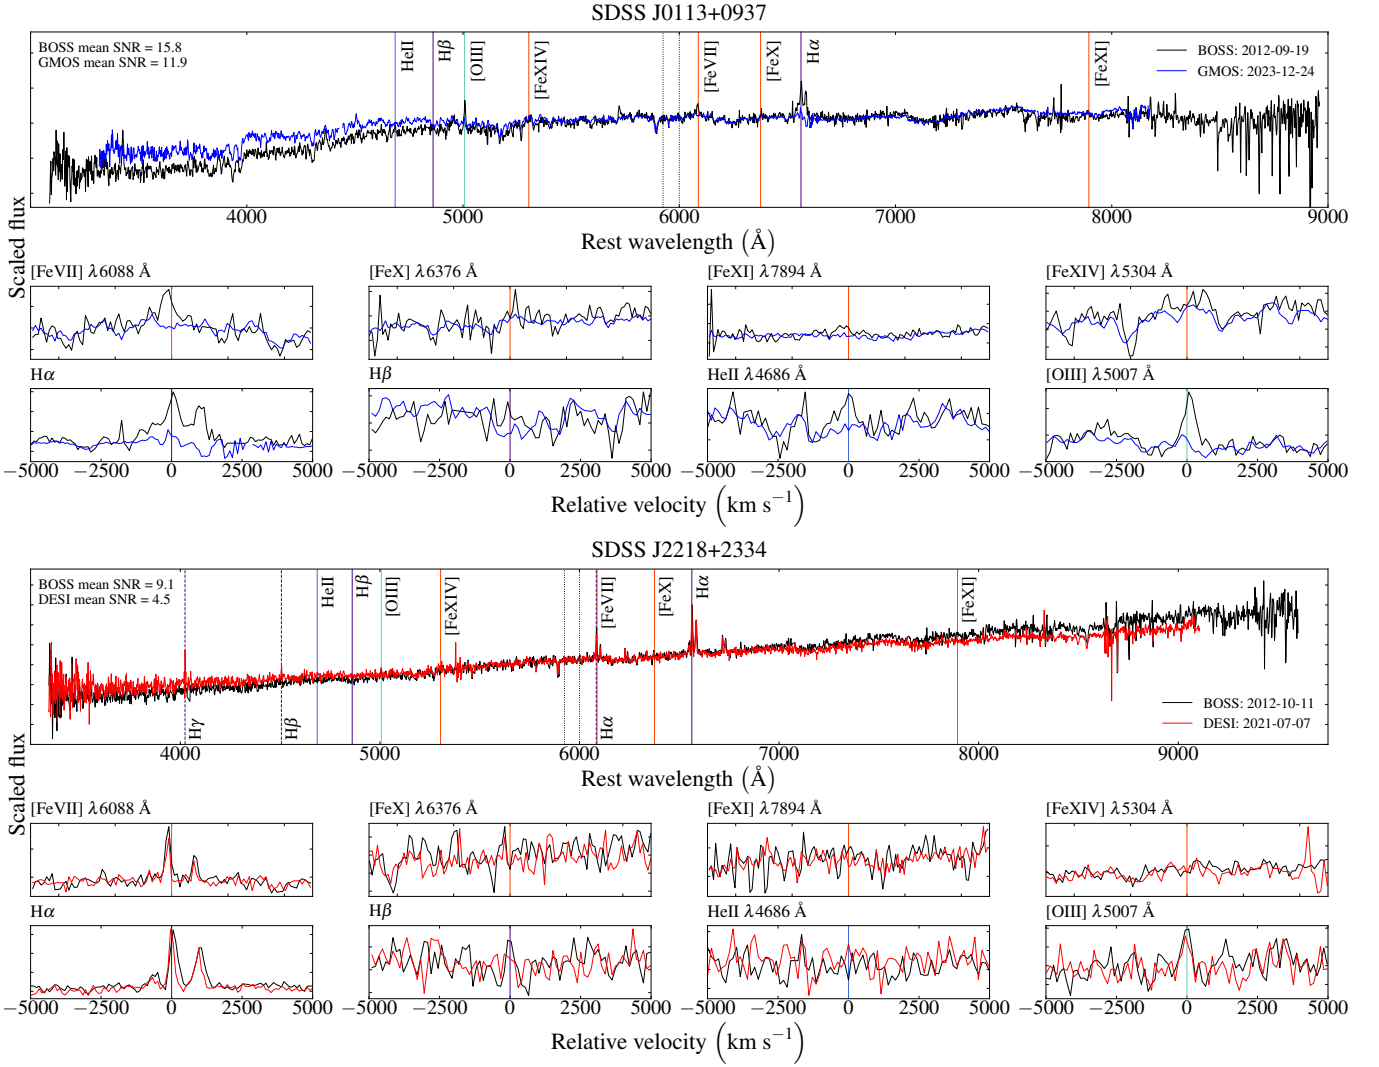 SDSS J0113+0937
BOSS mean SNR = 15.8
GMOS mean SNR = 11.9
HeII
Hβ
[OIII]
[FeXIV]
[FeVII]
[FeX]
Hα
[FeXI]
BOSS: 2012-09-19
GMOS: 2023-12-24
4000 5000 6000 7000 8000 9000
Rest wavelength (Å)
Scaled flux
[FeVII] λ6088 Å [FeX] λ6376 Å [FeXI] λ7894 Å [FeXIV] λ5304 Å
Hα Hβ HeII λ4686 Å [OIII] λ5007 Å
−5000 −2500 0 2500 5000 −5000 −2500 0 2500 5000 −5000 −2500 0 2500 5000 −5000 −2500 0 2500 5000
Relative velocity (km s⁻¹)
SDSS J2218+2334
BOSS mean SNR = 9.1
DESI mean SNR = 4.5
HeII
Hβ
[OIII]
[FeXIV]
[FeVII]
[FeX]
Hα
[FeXI]
Hγ
Hβ
Hα
BOSS: 2012-10-11
DESI: 2021-07-07
4000 5000 6000 7000 8000 9000
Rest wavelength (Å)
Scaled flux
[FeVII] λ6088 Å [FeX] λ6376 Å [FeXI] λ7894 Å [FeXIV] λ5304 Å
Hα Hβ HeII λ4686 Å [OIII] λ5007 Å
−5000 −2500 0 2500 5000 −5000 −2500 0 2500 5000 −5000 −2500 0 2500 5000 −5000 −2500 0 2500 5000
Relative velocity (km s⁻¹)